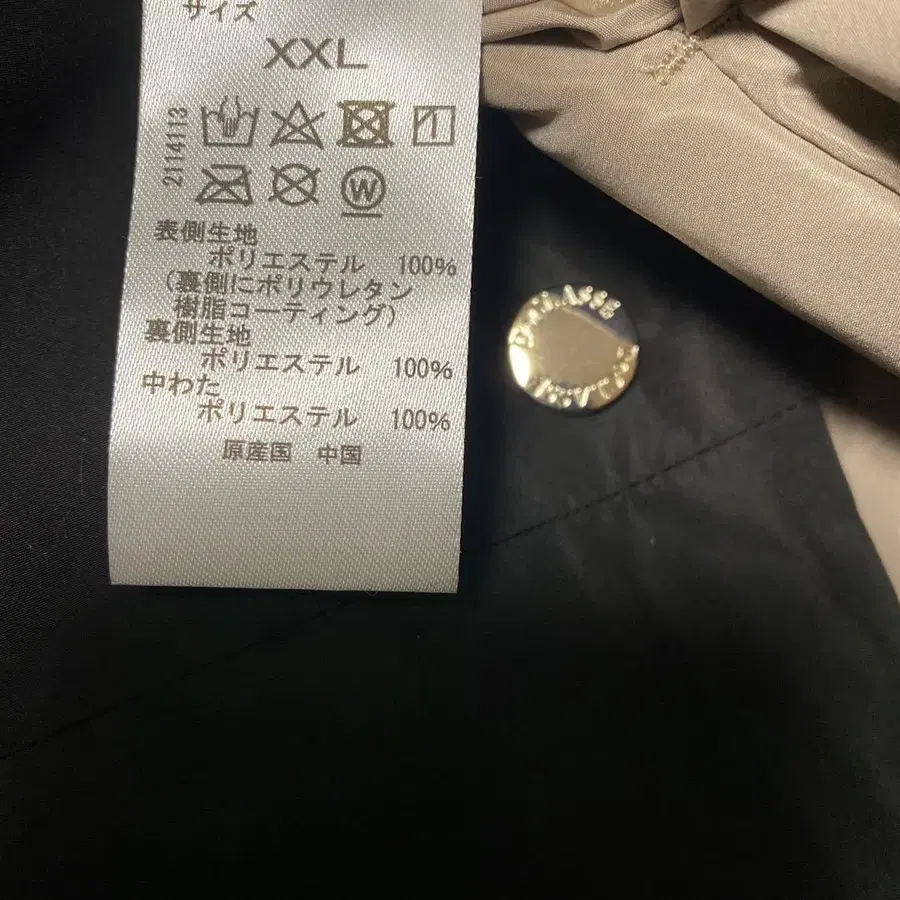 サイズ
XXL
2114113
W
表側生地
ポリエステル 100%
(裏側にポリウレタン
樹脂コーティング)
裏側生地
ポリエステル 100%
中わた
ポリエステル 100%
原産国 中国